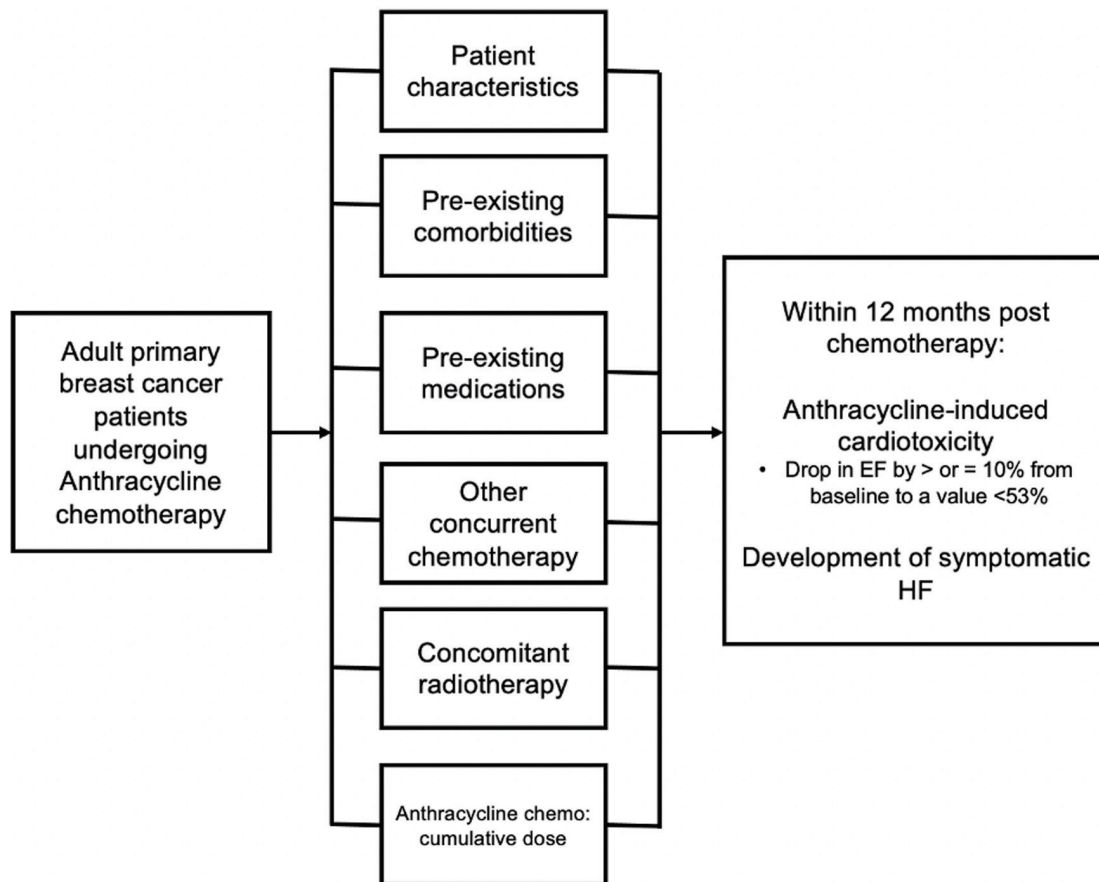 Adult primary
breast cancer
patients
undergoing
Anthracycline
chemotherapy
Patient
characteristics
Pre-existing
comorbidities
Pre-existing
medications
Other
concurrent
chemotherapy
Concomitant
radiotherapy
Anthracycline chemo:
cumulative dose
Within 12 months post
chemotherapy:
Anthracycline-induced
cardiotoxicity
• Drop in EF by > or = 10% from
baseline to a value <53%
Development of symptomatic
HF